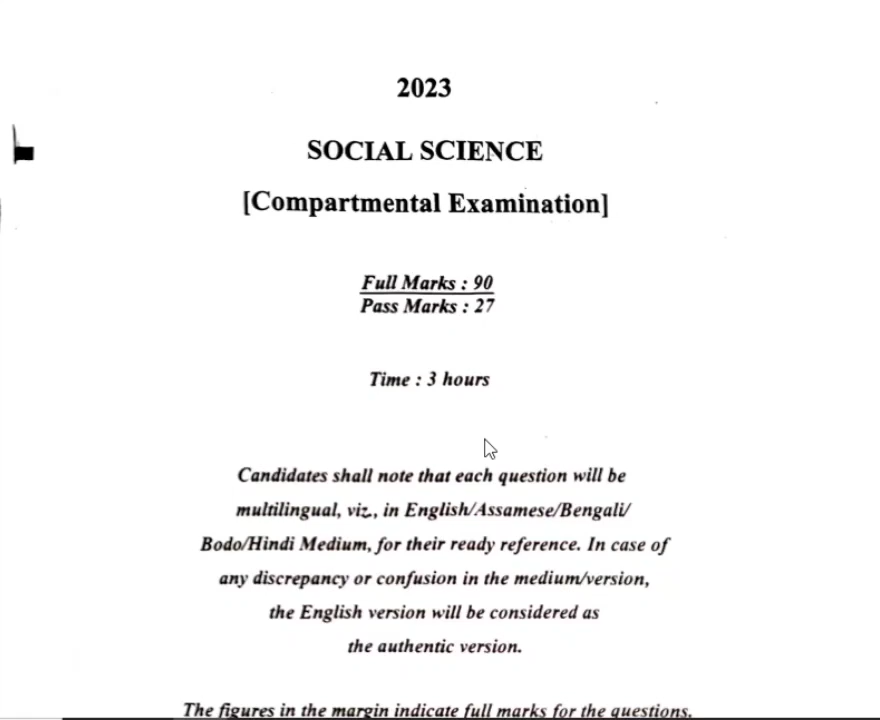 2023
SOCIAL SCIENCE
[Compartmental Examination]
Full Marks : 90
Pass Marks : 27
Time : 3 hours
Candidates shall note that each question will be
multilingual, viz., in English/Assamese/Bengali/
Bodo/Hindi Medium, for their ready reference. In case of
any discrepancy or confusion in the medium/version,
the English version will be considered as
the authentic version.
The figures in the margin indicate full marks for the questions.